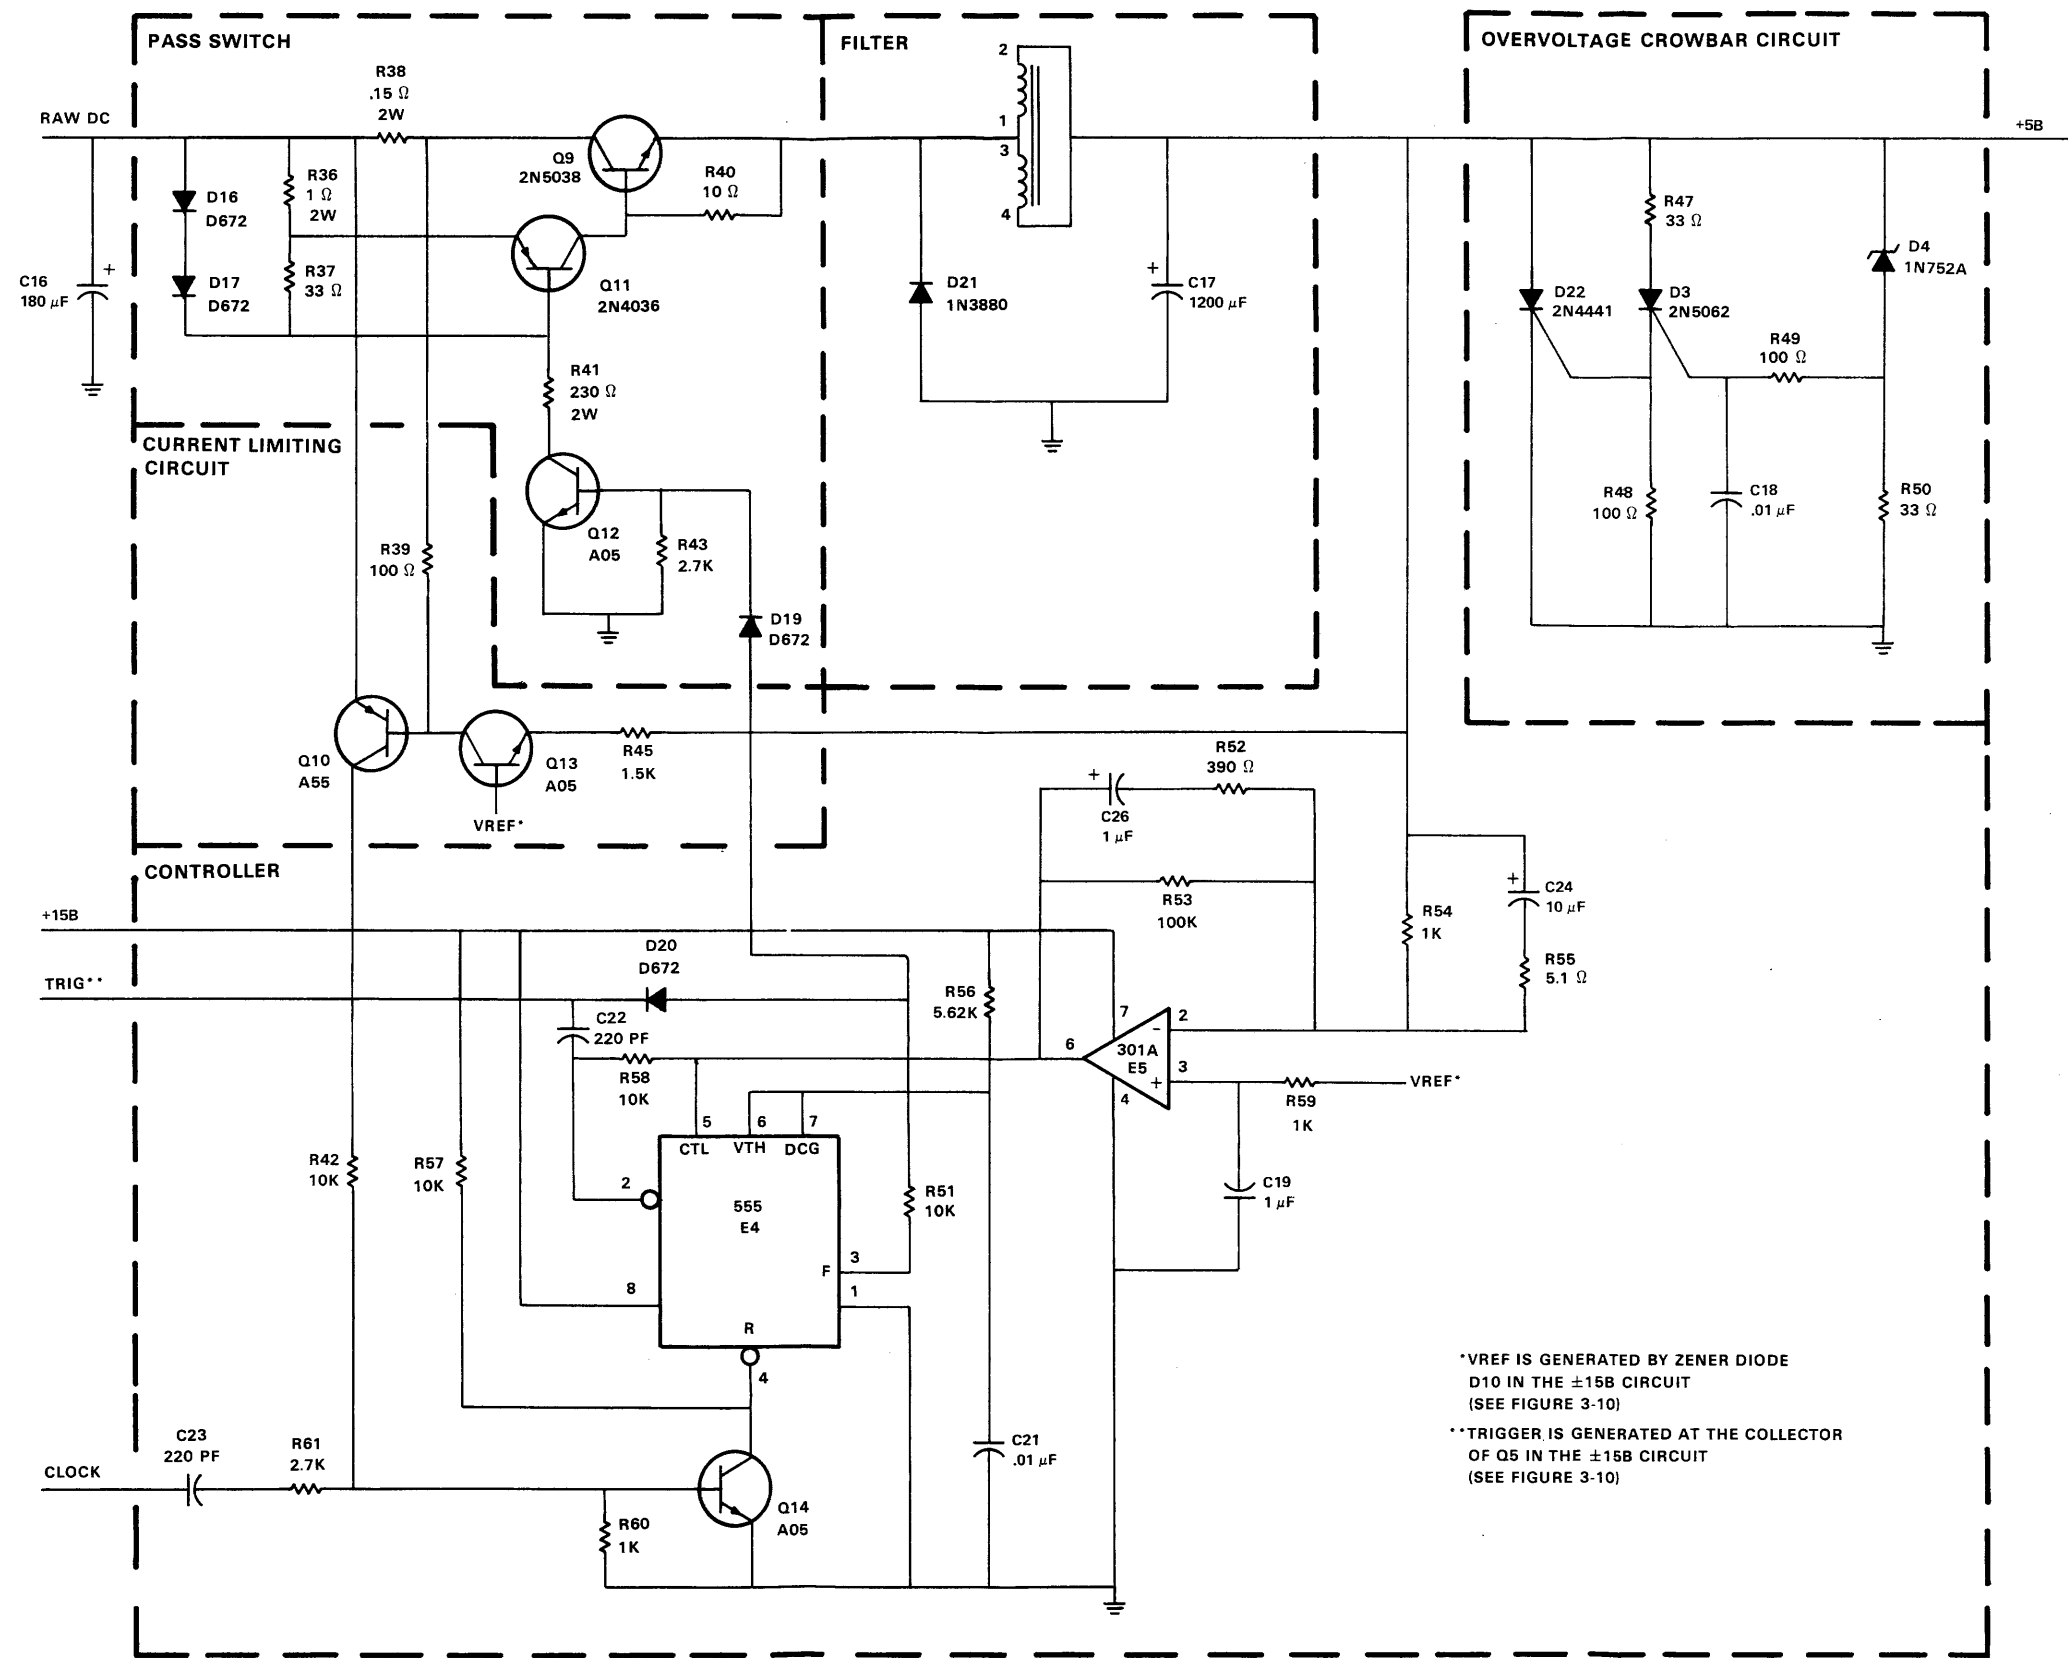 PASS SWITCH
FILTER
OVERVOLTAGE CROWBAR CIRCUIT
RAW DC
R38
.15 Ω
2W
2
1
3
4
+5B
Q9
2N5038
R40
10 Ω
R36
1 Ω
2W
D16
D672
R37
33 Ω
D17
D672
C16
180 μF
+
Q11
2N4036
D21
1N3880
+
C17
1200 μF
R47
33 Ω
D4
1N752A
D22
2N4441
D3
2N5062
R49
100 Ω
R41
230 Ω
2W
CURRENT LIMITING
CIRCUIT
R48
100 Ω
C18
.01 μF
R50
33 Ω
Q12
A05
R43
2.7K
R39
100 Ω
D19
D672
Q10
A55
Q13
A05
R45
1.5K
VREF*
R52
390 Ω
+
C26
1 μF
R53
100K
CONTROLLER
+
C24
10 μF
R54
1K
R55
5.1 Ω
+15B
D20
D672
TRIG**
C22
220 PF
R56
5.62K
R58
10K
7
2
−
301A
E5
6
3
+
4
VREF*
R59
1K
5
6
7
CTL
VTH
DCG
R42
10K
R57
10K
2
555
E4
R51
10K
C19
1 μF
3
F
8
1
R
4
*VREF IS GENERATED BY ZENER DIODE
D10 IN THE ±15B CIRCUIT
(SEE FIGURE 3-10)
**TRIGGER IS GENERATED AT THE COLLECTOR
OF Q5 IN THE ±15B CIRCUIT
(SEE FIGURE 3-10)
C23
220 PF
R61
2.7K
CLOCK
C21
.01 μF
Q14
A05
R60
1K